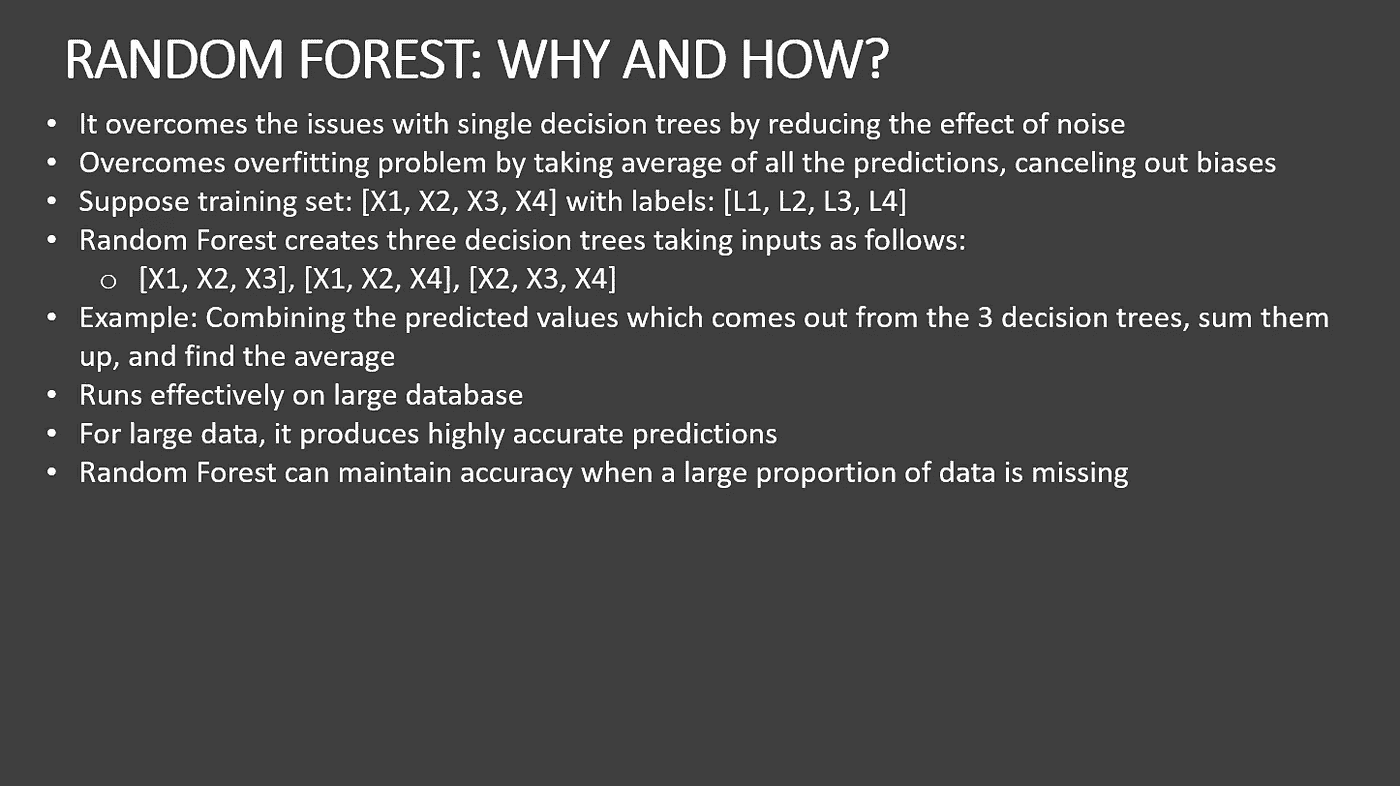 RANDOM FOREST: WHY AND HOW?
• It overcomes the issues with single decision trees by reducing the effect of noise
• Overcomes overfitting problem by taking average of all the predictions, canceling out biases
• Suppose training set: [X1, X2, X3, X4] with labels: [L1, L2, L3, L4]
• Random Forest creates three decision trees taking inputs as follows:
o [X1, X2, X3], [X1, X2, X4], [X2, X3, X4]
• Example: Combining the predicted values which comes out from the 3 decision trees, sum them
up, and find the average
• Runs effectively on large database
• For large data, it produces highly accurate predictions
• Random Forest can maintain accuracy when a large proportion of data is missing